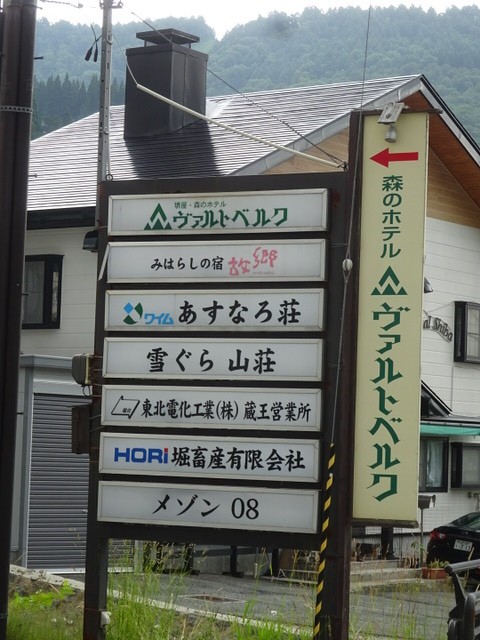 堺屋・森のホテル
ヴァルトベルク
みはらしの宿 故郷
ワイム あすなろ荘
雪ぐら 山荘
東北電化工業(株)蔵王営業所
HORI 堀畜産有限会社
メゾン 08
森のホテル ヴァルトベルク